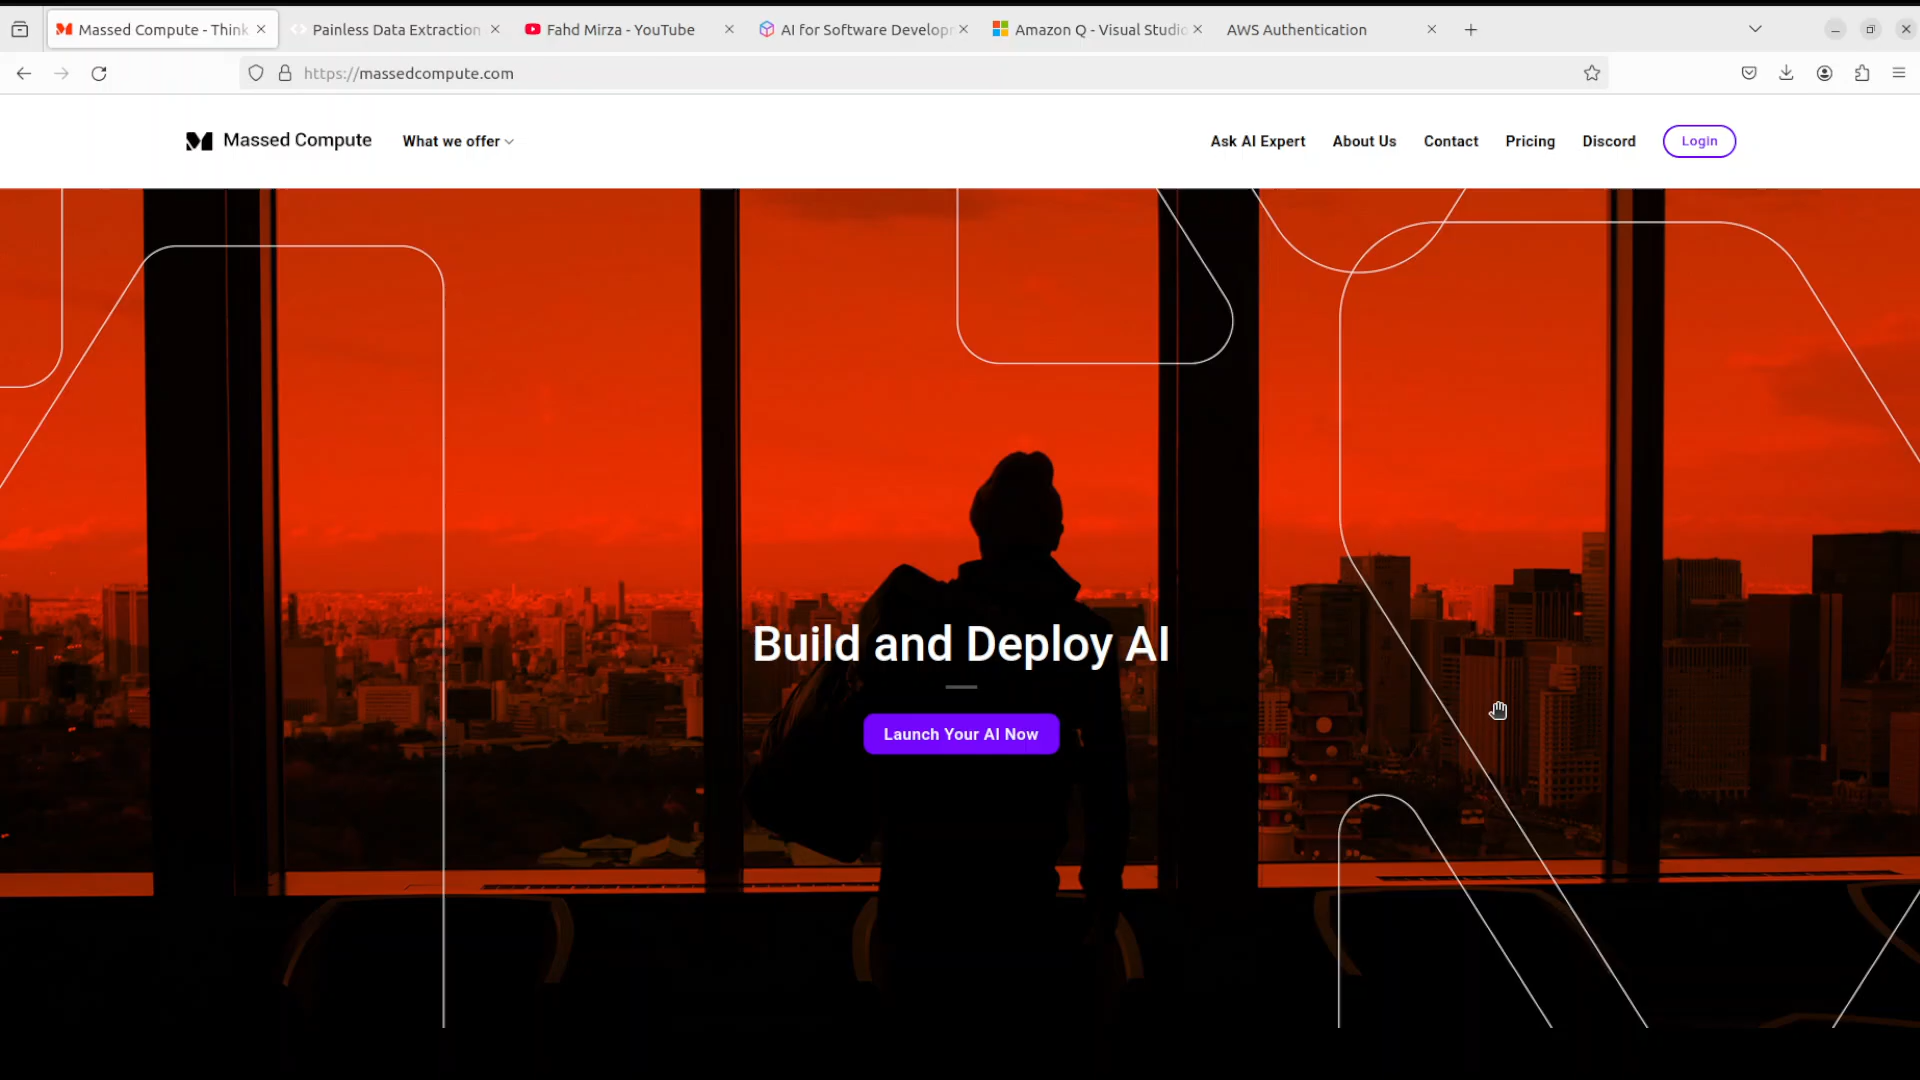 Massed Compute - Think
Painless Data Extraction
Fahd Mirza - YouTube
AI for Software Develop
Amazon Q - Visual Studio
AWS Authentication
https://massedcompute.com
Massed Compute
What we offer
Ask AI Expert
About Us
Contact
Pricing
Discord
Login
Build and Deploy AI
Launch Your AI Now